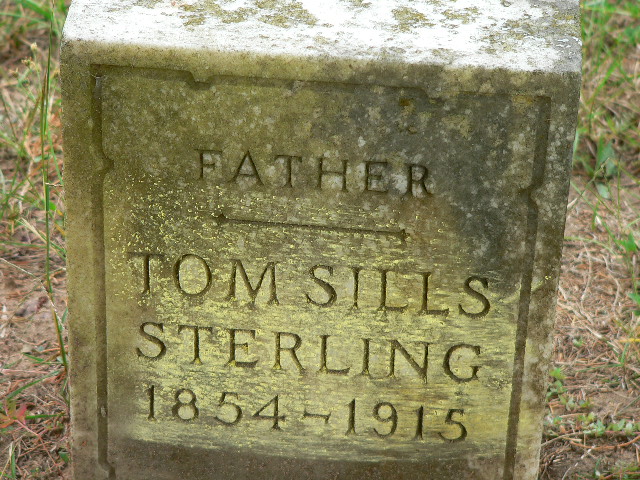 FATHER
TOM SILLS
STERLING
1854-1915